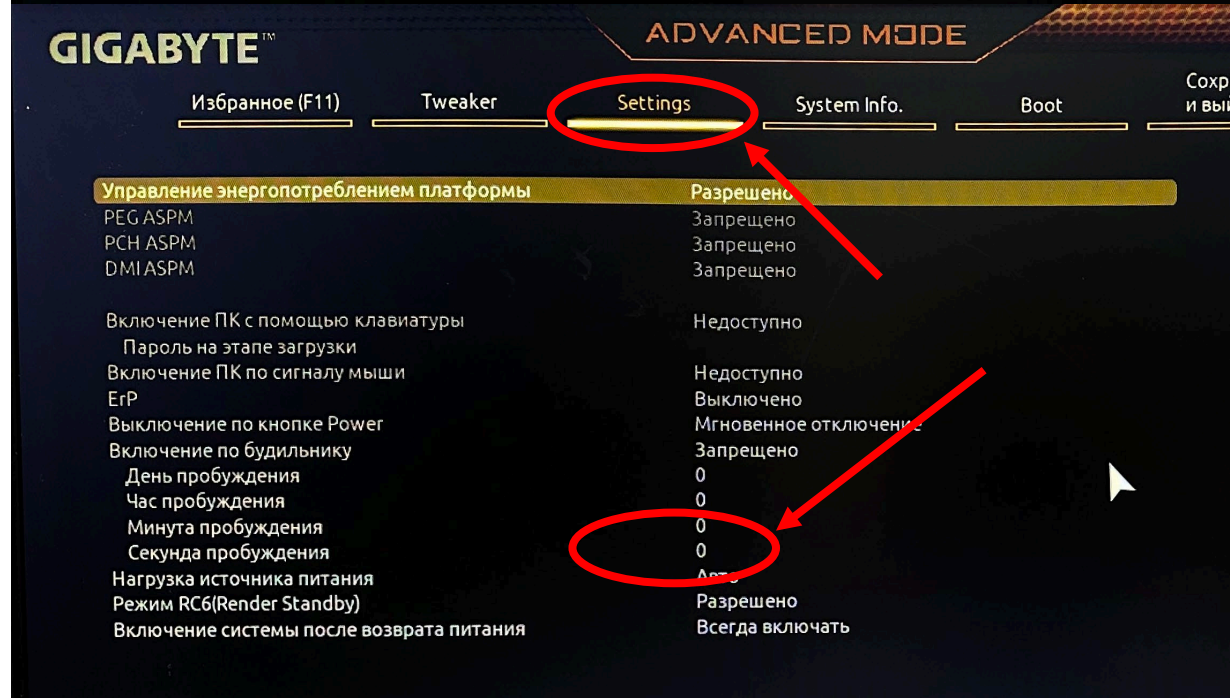 GIGABYTE™
ADVANCED MODE
Избранное (F11) Tweaker Settings System Info. Boot
Управление энергопотреблением платформы Разрешено
PEG ASPM Запрещено
PCH ASPM Запрещено
DMI ASPM Запрещено
Включение ПК с помощью клавиатуры Недоступно
Пароль на этапе загрузки
Включение ПК по сигналу мыши Недоступно
ErP Выключено
Выключение по кнопке Power Мгновенное отключение
Включение по будильнику Запрещено
День пробуждения 0
Час пробуждения 0
Минута пробуждения 0
Секунда пробуждения 0
Нагрузка источника питания Авто
Режим RC6(Render Standby) Разрешено
Включение системы после возврата питания Всегда включать